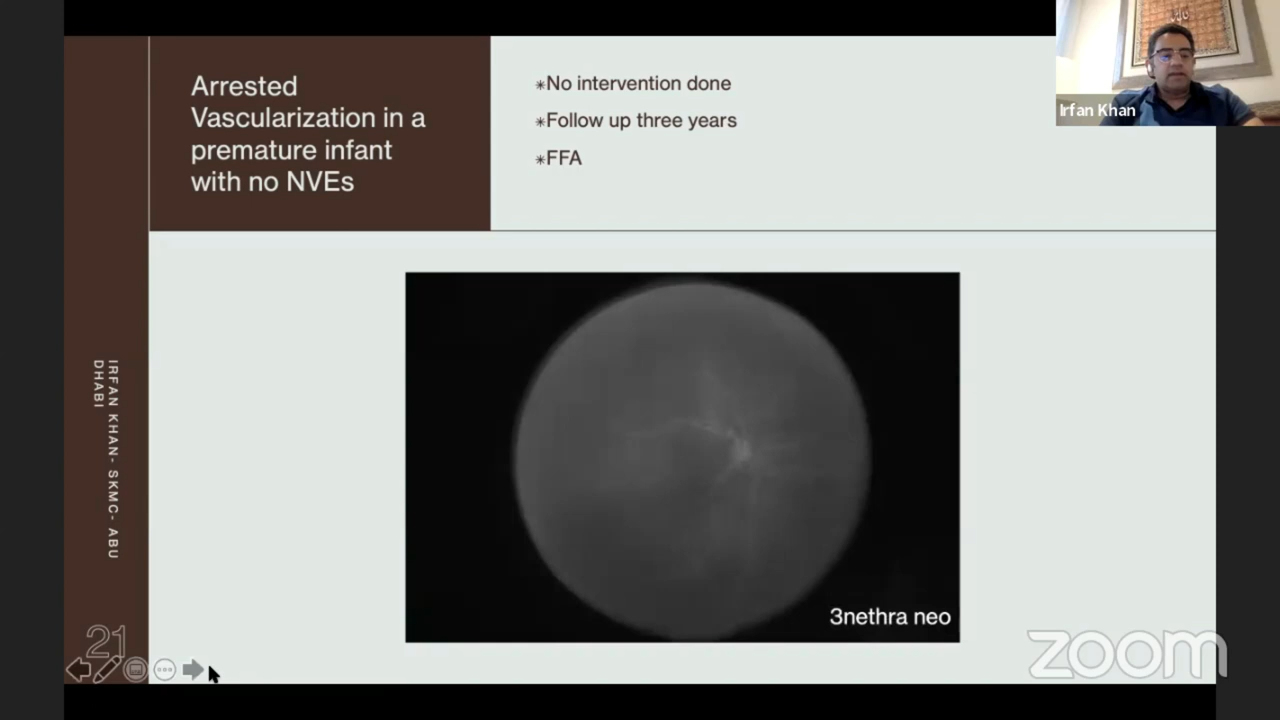 Arrested
Vascularization in a
premature infant
with no NVEs
*No intervention done
*Follow up three years
*FFA
Irfan Khan
IRFAN KHAN- SKMC- ABU
DHABI
3nethra neo
21
zoom